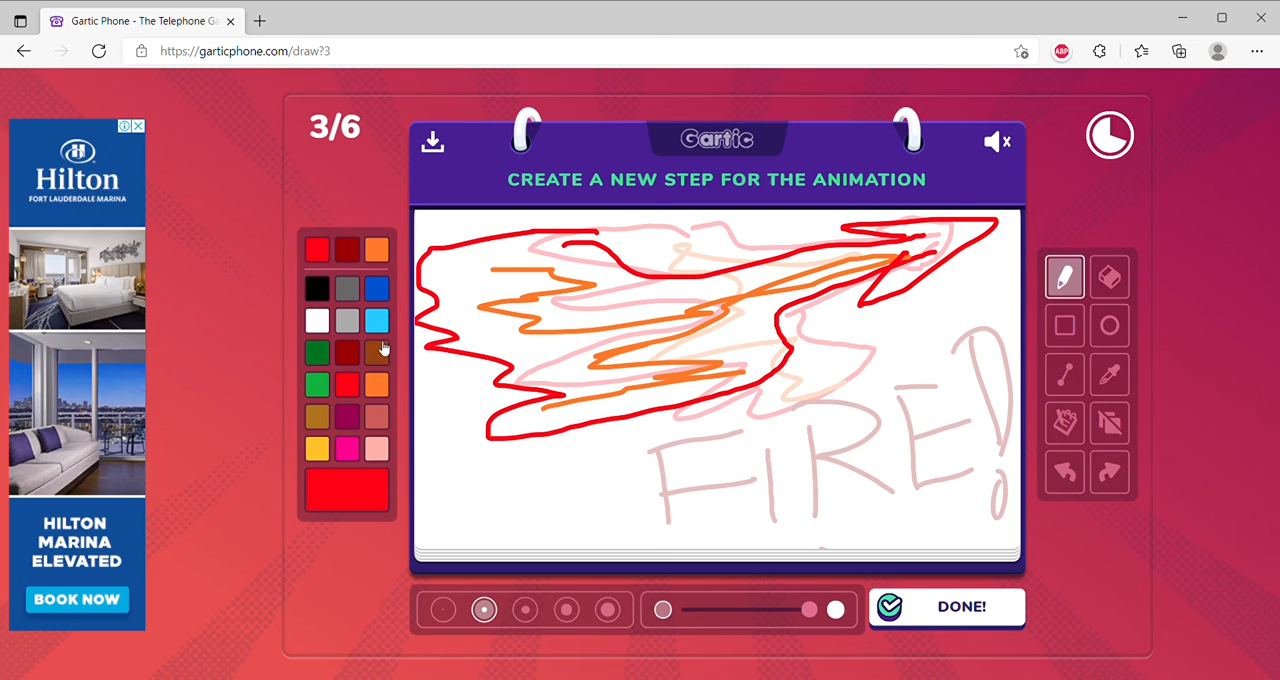 Gartic Phone - The Telephone Ga
https://garticphone.com/draw?3
ABP
3/6
Gartic
CREATE A NEW STEP FOR THE ANIMATION
Hilton
FORT LAUDERDALE MARINA
FIRE!
HILTON
MARINA
ELEVATED
BOOK NOW
DONE!